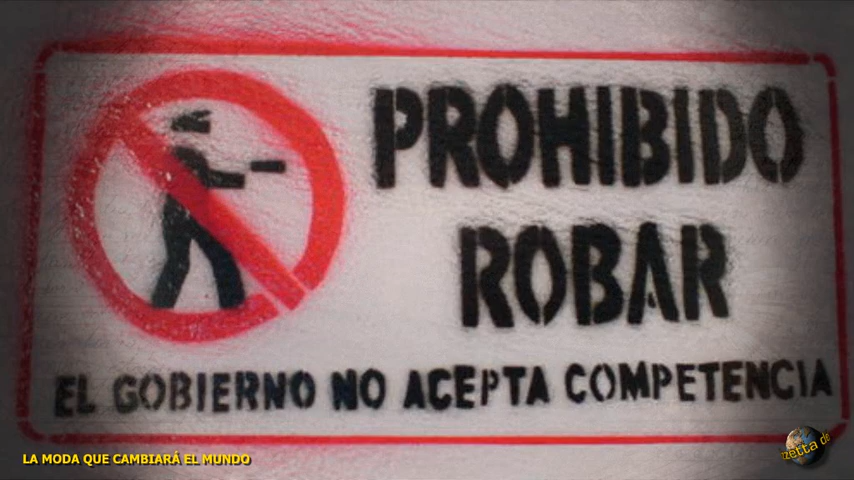 PROHIBIDO
ROBAR
EL GOBIERNO NO ACEPTA COMPETENCIA
LA MODA QUE CAMBIARÁ EL MUNDO